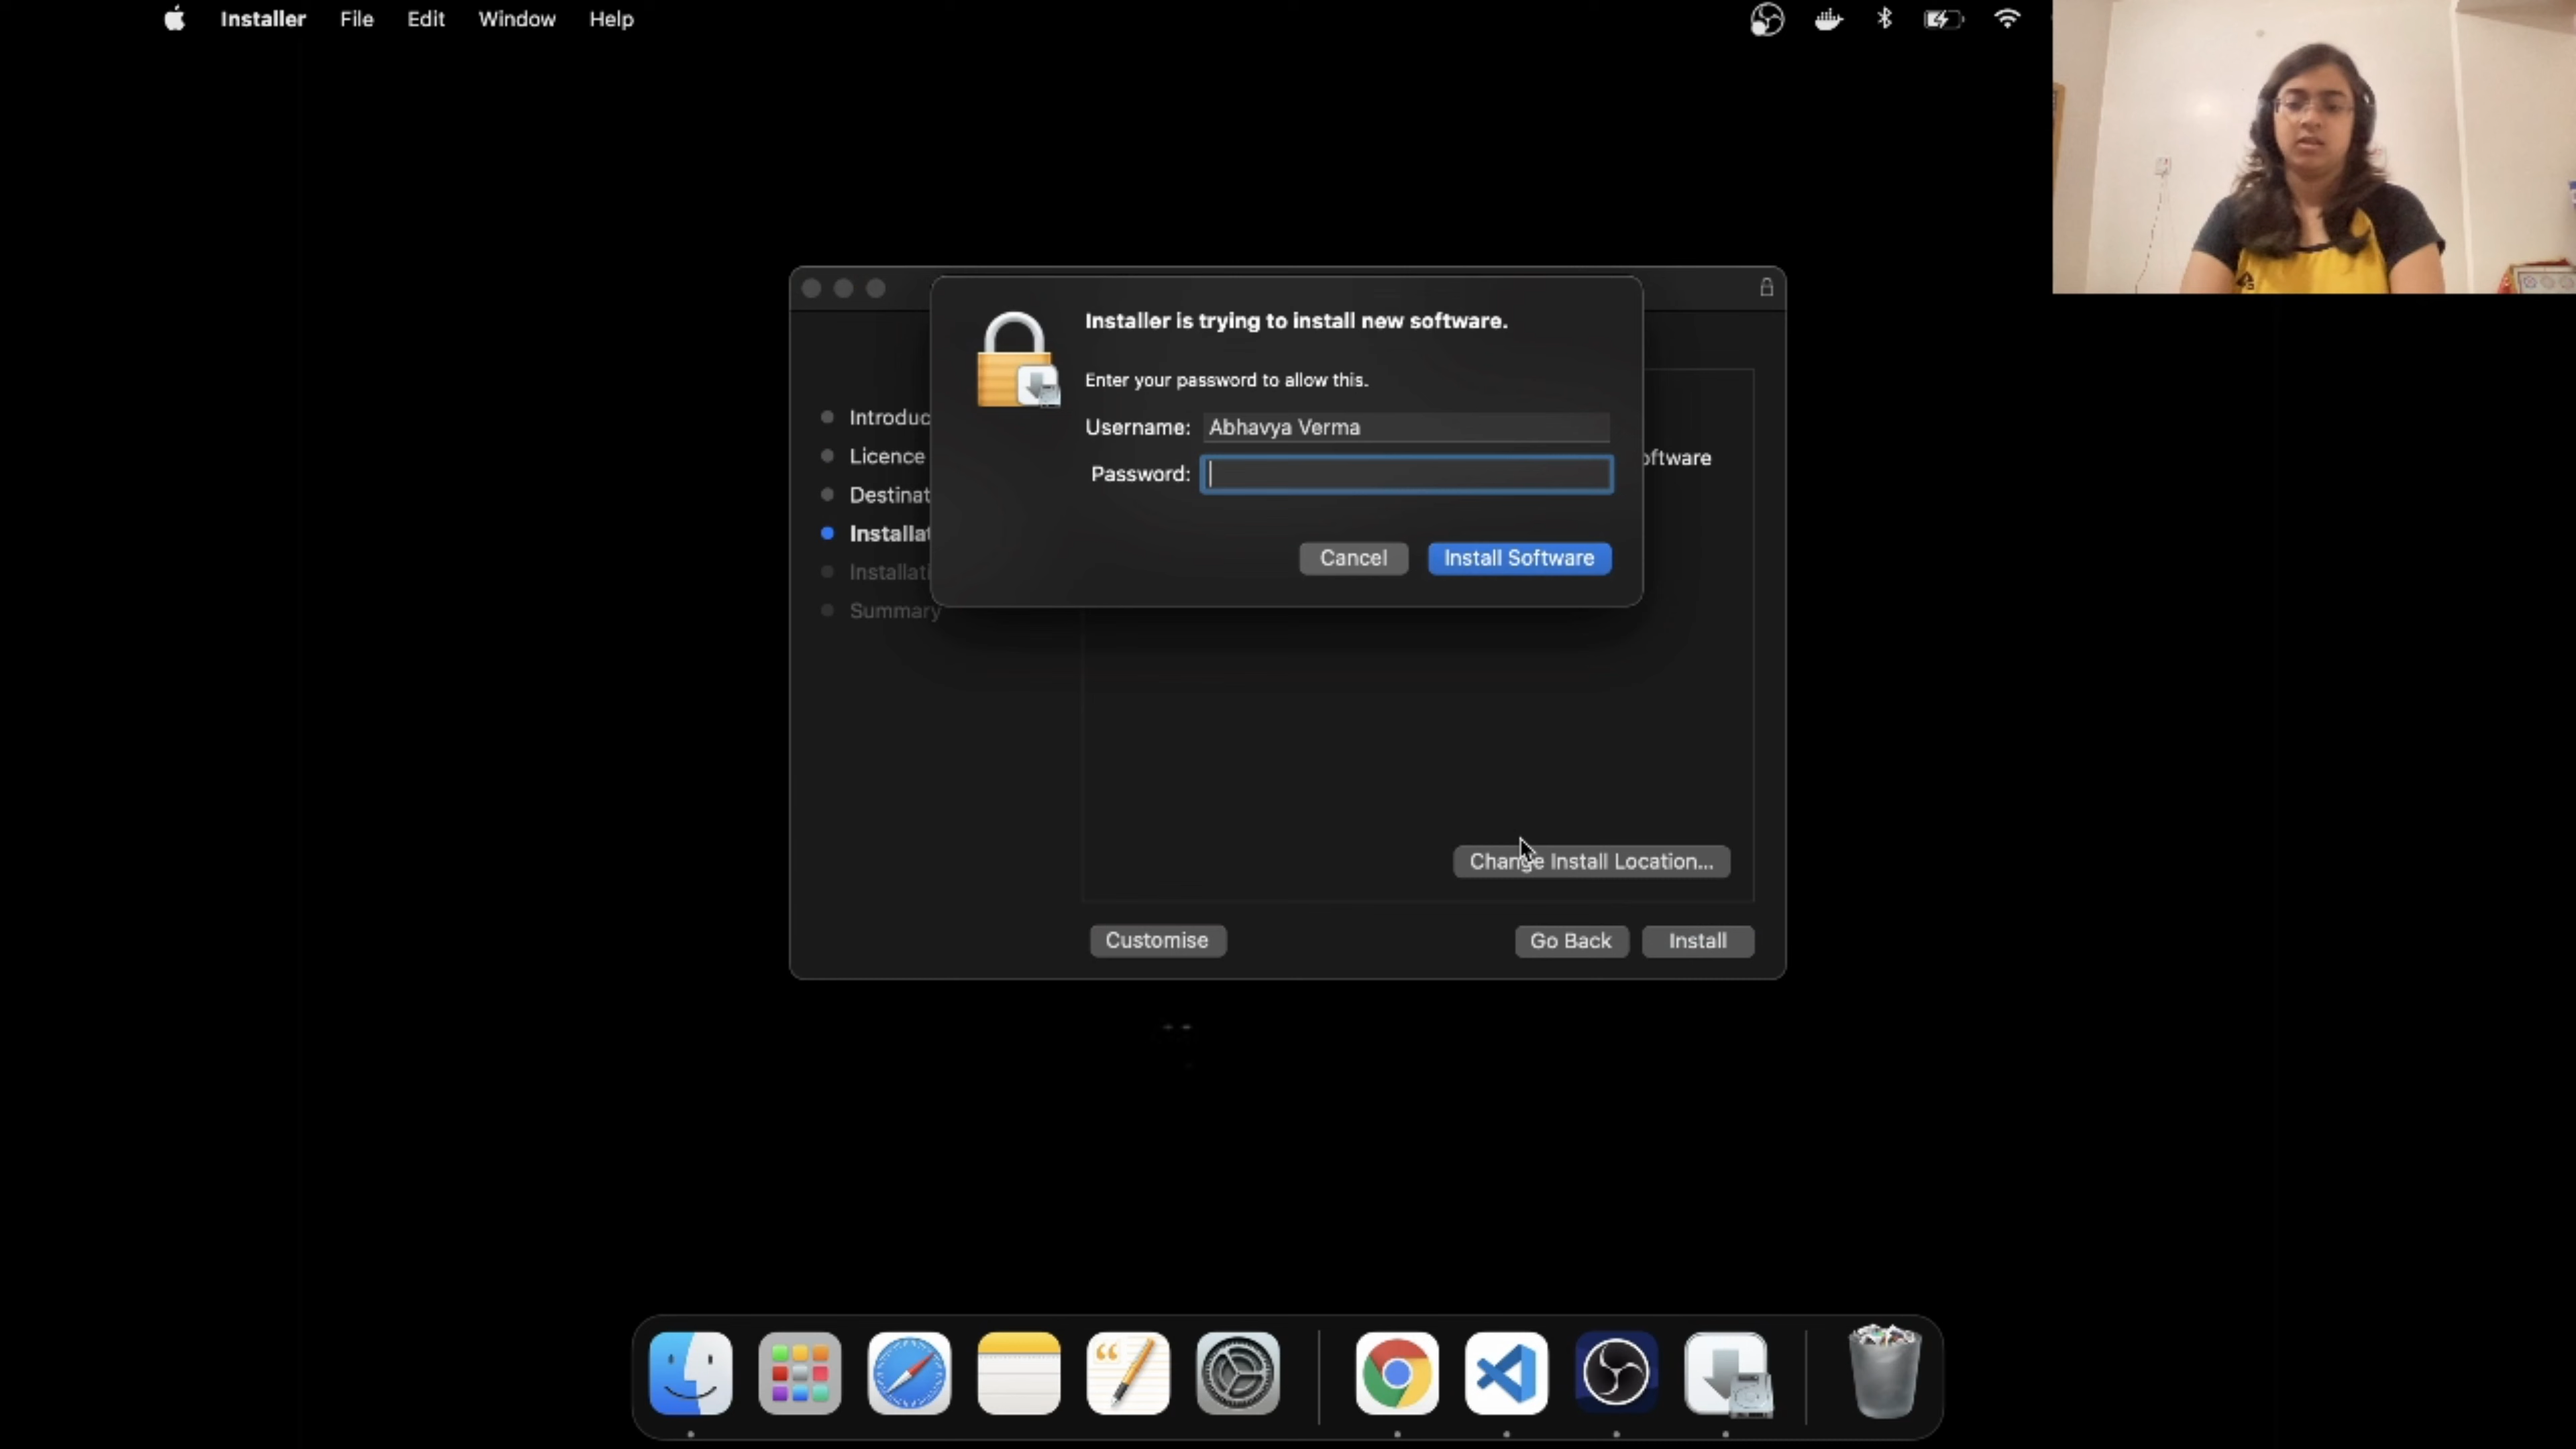 Installer File Edit Window Help
Installer is trying to install new software.
Enter your password to allow this.
Username: Abhavya Verma
Password:
Cancel Install Software
Introduc
Licence
Destinat
Installat
Installati
Summary
oftware
Change Install Location...
Customise Go Back Install